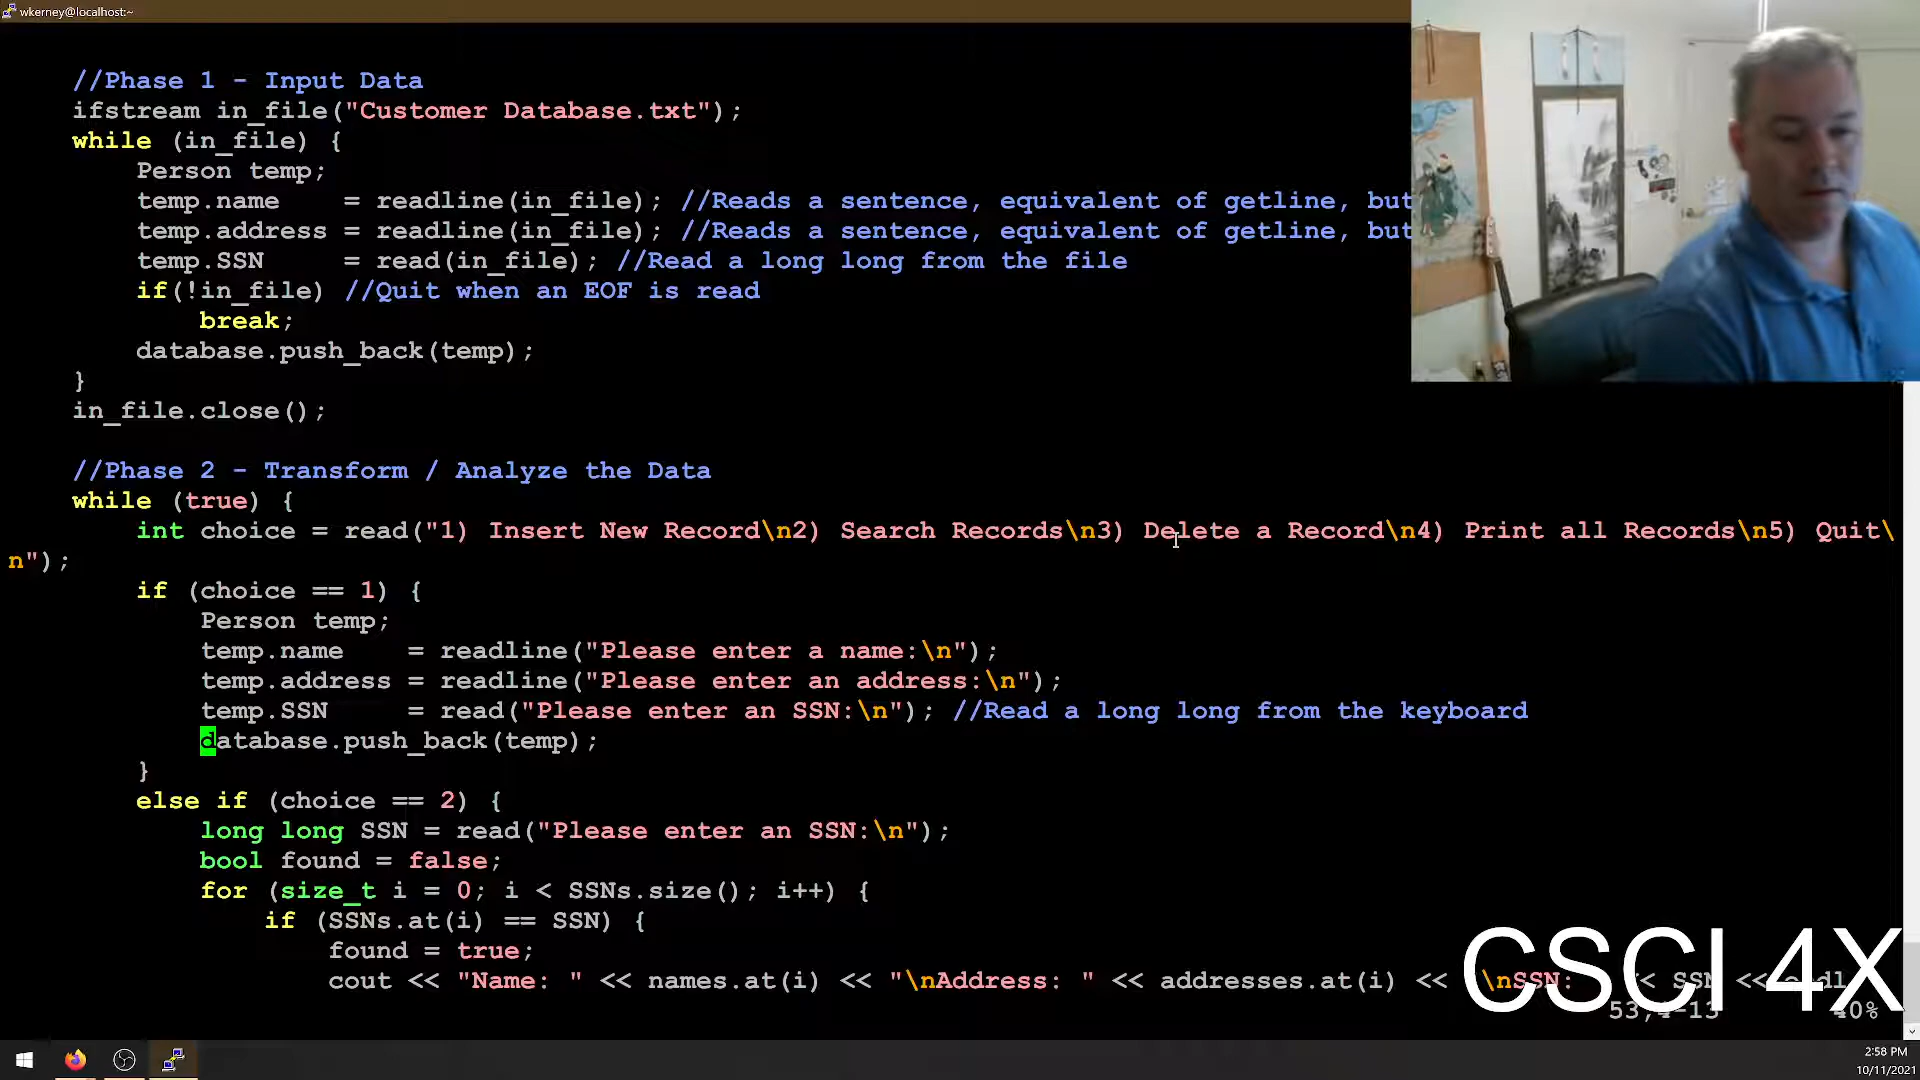 wkerney@localhost:~
//Phase 1 - Input Data
ifstream in_file("Customer Database.txt");
while (in_file) {
Person temp;
temp.name = readline(in_file); //Reads a sentence, equivalent of getline, but
temp.address = readline(in_file); //Reads a sentence, equivalent of getline, but
temp.SSN = read(in_file); //Read a long long from the file
if(!in_file) //Quit when an EOF is read
break;
database.push_back(temp);
}
in_file.close();
//Phase 2 - Transform / Analyze the Data
while (true) {
int choice = read("1) Insert New Record\n2) Search Records\n3) Delete a Record\n4) Print all Records\n5) Quit\
n");
if (choice == 1) {
Person temp;
temp.name = readline("Please enter a name:\n");
temp.address = readline("Please enter an address:\n");
temp.SSN = read("Please enter an SSN:\n"); //Read a long long from the keyboard
database.push_back(temp);
}
else if (choice == 2) {
long long SSN = read("Please enter an SSN:\n");
bool found = false;
for (size_t i = 0; i < SSNs.size(); i++) {
if (SSNs.at(i) == SSN) {
found = true;
cout << "Name: " << names.at(i) << "\nAddress: " << addresses.at(i) << \nSSN: << SSN <<
CSCI 4X
40%
2:58 PM
10/11/2021